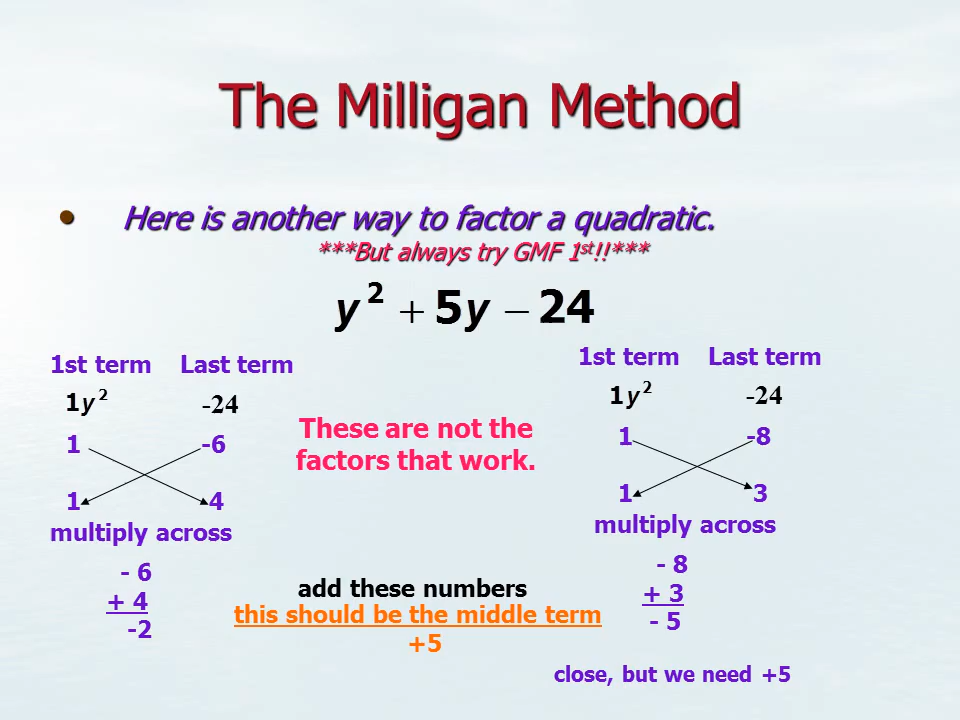 The Milligan Method
• Here is another way to factor a quadratic.
***But always try GMF 1st!!***
y² + 5y − 24
1st term Last term
1y² -24
1 -6
1 4
multiply across
- 6
+ 4
-2
These are not the
factors that work.
add these numbers
this should be the middle term
+5
1st term Last term
1y² -24
1 -8
1 3
multiply across
- 8
+ 3
- 5
close, but we need +5